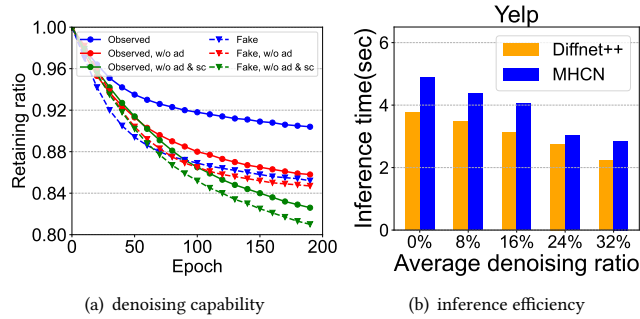 Observed
Observed, w/o ad
Observed, w/o ad & sc
Fake
Fake, w/o ad
Fake, w/o ad & sc
1.00
0.96
0.92
0.88
0.84
0.80
Retaining ratio
0 50 100 150 200
Epoch
(a) denoising capability
Yelp
Diffnet++
MHCN
6
4
2
0
Inference time(sec)
0% 8% 16% 24% 32%
Average denoising ratio
(b) inference efficiency